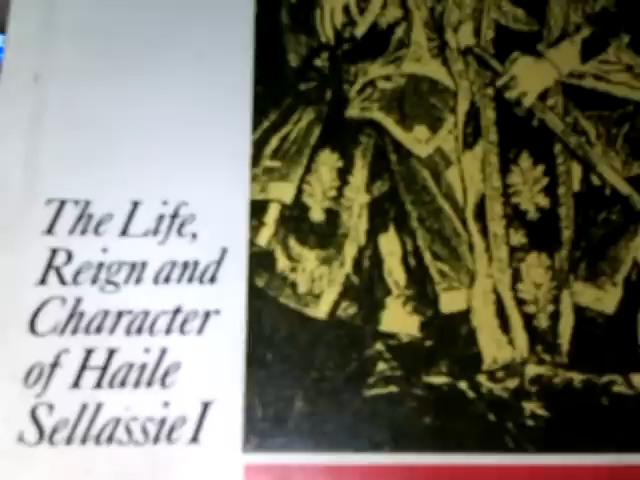 The Life,
Reign and
Character
of Haile
Sellassie I